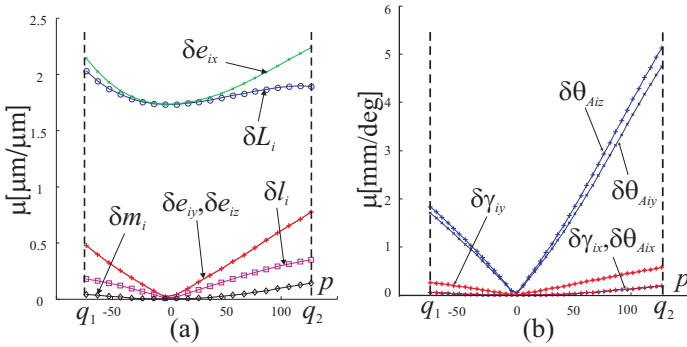 μ[μm/μm]
2.5
2
1.5
1
0.5
0
δe_ix
δL_i
δm_i
δe_iy,δe_iz
δl_i
q_1 -50 0 50 100 q_2
p
(a)
μ[mm/deg]
6
5
4
3
2
1
0
δθ_Aiz
δθ_Aiy
δγ_iy
δγ_ix,δθ_Aix
q_1 -50 0 50 100 q_2
p
(b)